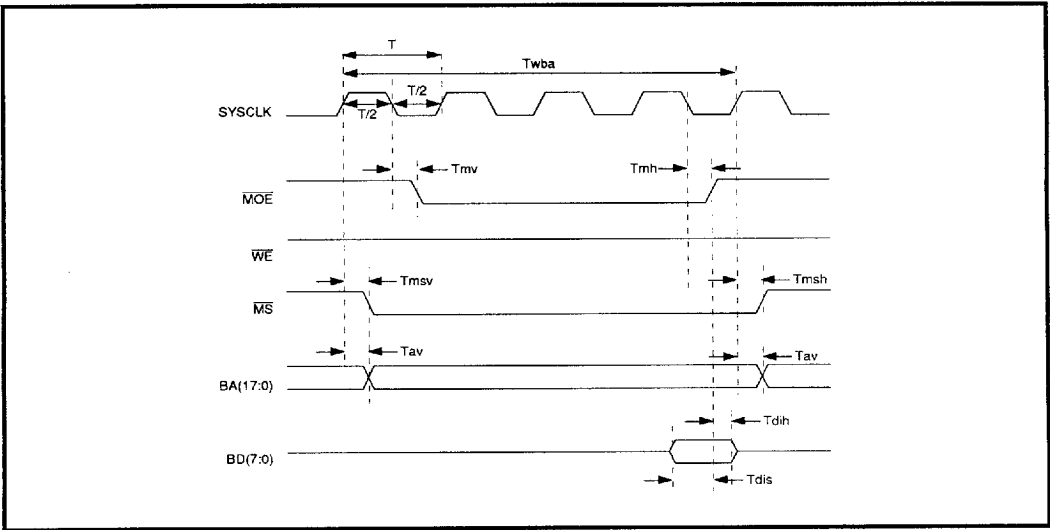 T
Twba
T/2
SYSCLK
T/2
Tmv
Tmh
MOE
WE
Tmsv
Tmsh
MS
Tav
Tav
BA(17:0)
Tdih
BD(7:0)
Tdis